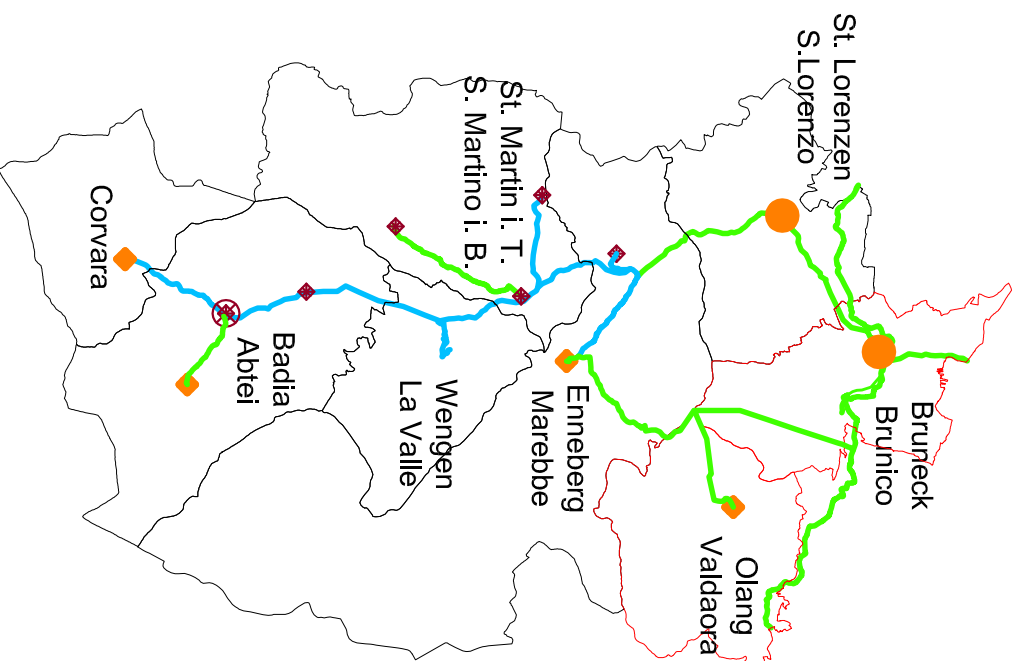 Bruneck
Brunico
St. Lorenzen
S.Lorenzo
Olang
Valdaora
Enneberg
Marebbe
St. Martin i. T.
S. Martino i. B.
Wengen
La Valle
Badia
Abtei
Corvara